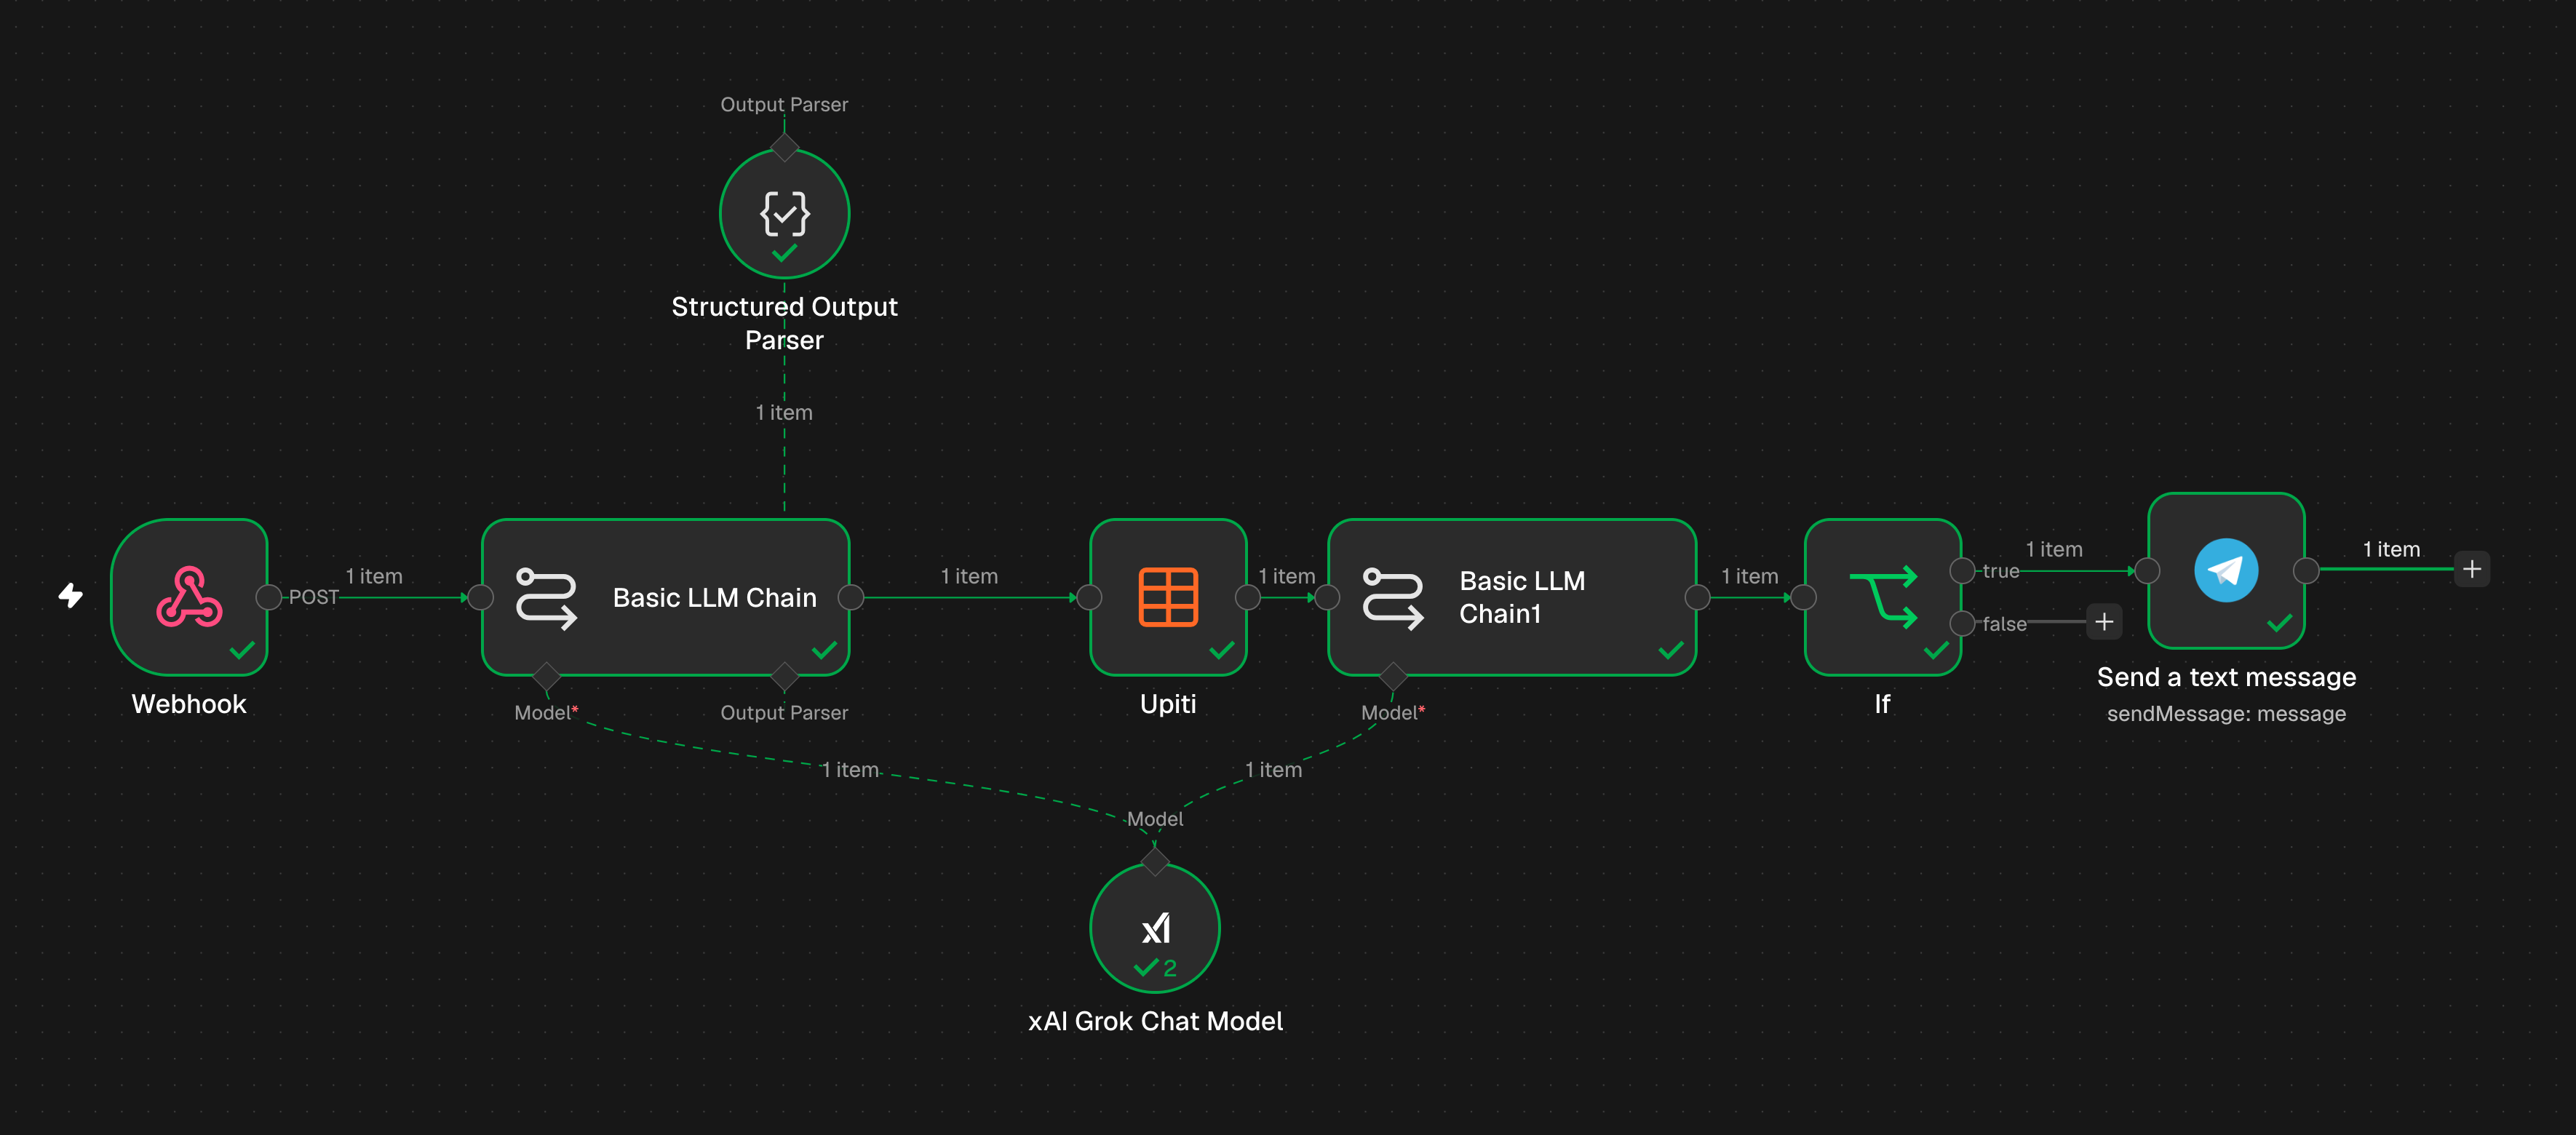 Output Parser
Structured Output
Parser
1 item
POST
1 item
Webhook
Basic LLM Chain
Model*
Output Parser
1 item
Upiti
1 item
Basic LLM
Chain1
Model*
1 item
If
true
1 item
false
Send a text message
sendMessage: message
1 item
1 item
1 item
Model
xAI
2
xAI Grok Chat Model